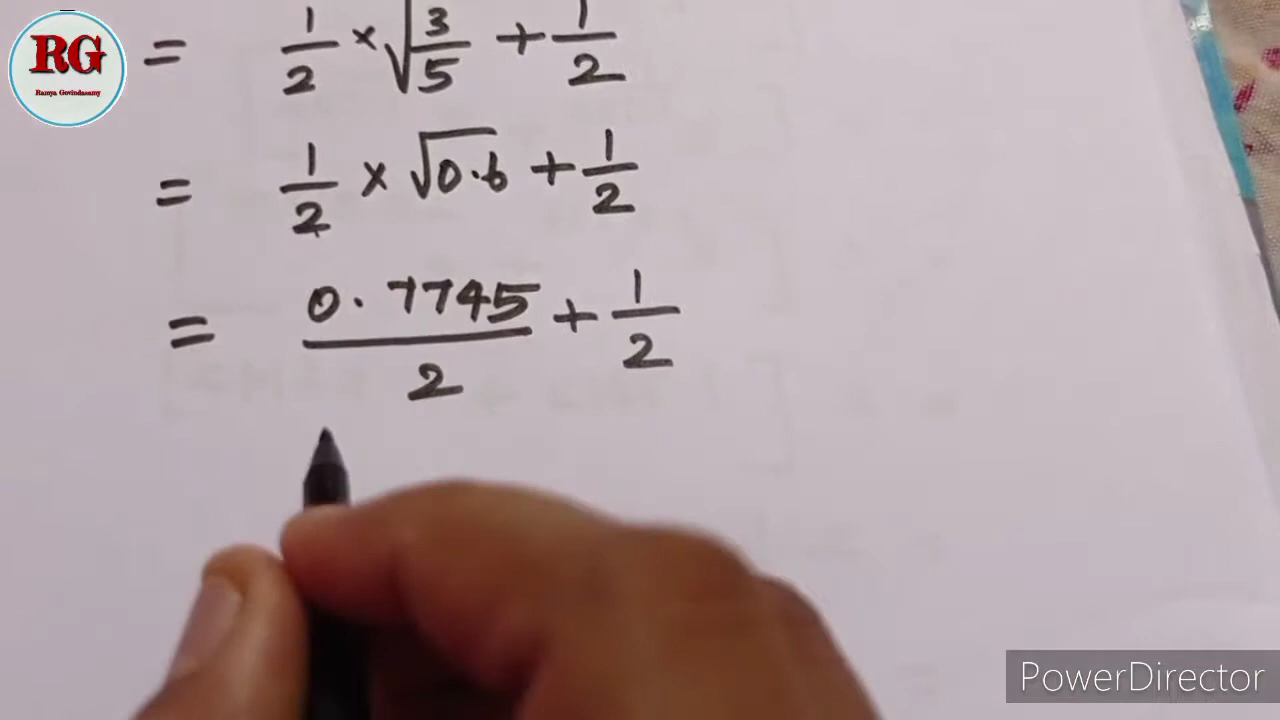 RG
Ramya Govindasamy
= 1/2 × √3/5 + 1/2
= 1/2 × √0.6 + 1/2
= 0.7745/2 + 1/2
PowerDirector